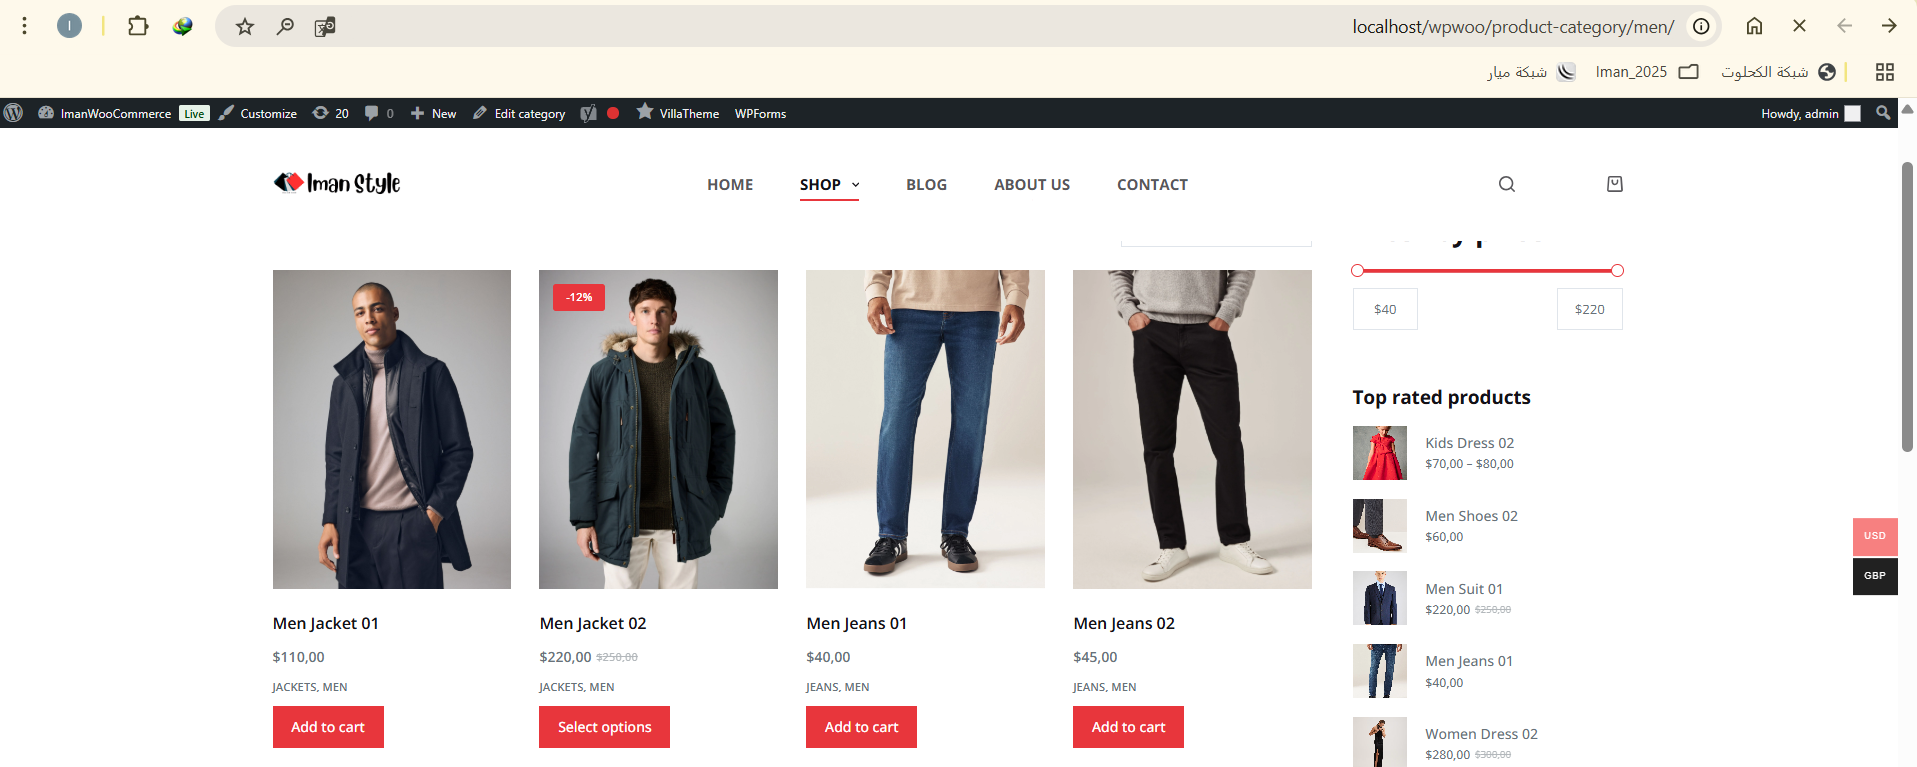 localhost/wpwoo/product-category/men/
شبكة الكحلوت
Iman_2025
شبكة ميار
ImanWooCommerce Live Customize 20 0 New Edit category VillaTheme WPForms Howdy, admin
Iman Style
HOME SHOP BLOG ABOUT US CONTACT
$40 $220
-12%
Men Jacket 01
$110,00
JACKETS, MEN
Add to cart
Men Jacket 02
$220,00 $250,00
JACKETS, MEN
Select options
Men Jeans 01
$40,00
JEANS, MEN
Add to cart
Men Jeans 02
$45,00
JEANS, MEN
Add to cart
Top rated products
Kids Dress 02
$70,00 – $80,00
Men Shoes 02
$60,00
Men Suit 01
$220,00 $250,00
Men Jeans 01
$40,00
Women Dress 02
$280,00 $300,00
USD
GBP